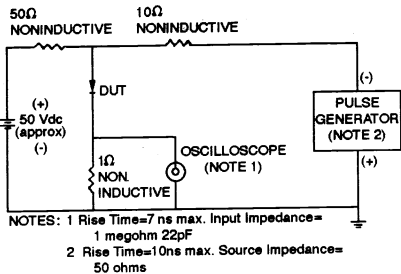 50Ω
NONINDUCTIVE
10Ω
NONINDUCTIVE
DUT
(+)
50 Vdc
(approx)
(-)
1Ω
NON.
INDUCTIVE
OSCILLOSCOPE
(NOTE 1)
(-)
PULSE
GENERATOR
(NOTE 2)
(+)
NOTES: 1 Rise Time=7 ns max. Input Impedance=
1 megohm 22pF
2 Rise Time=10ns max. Source Impedance=
50 ohms